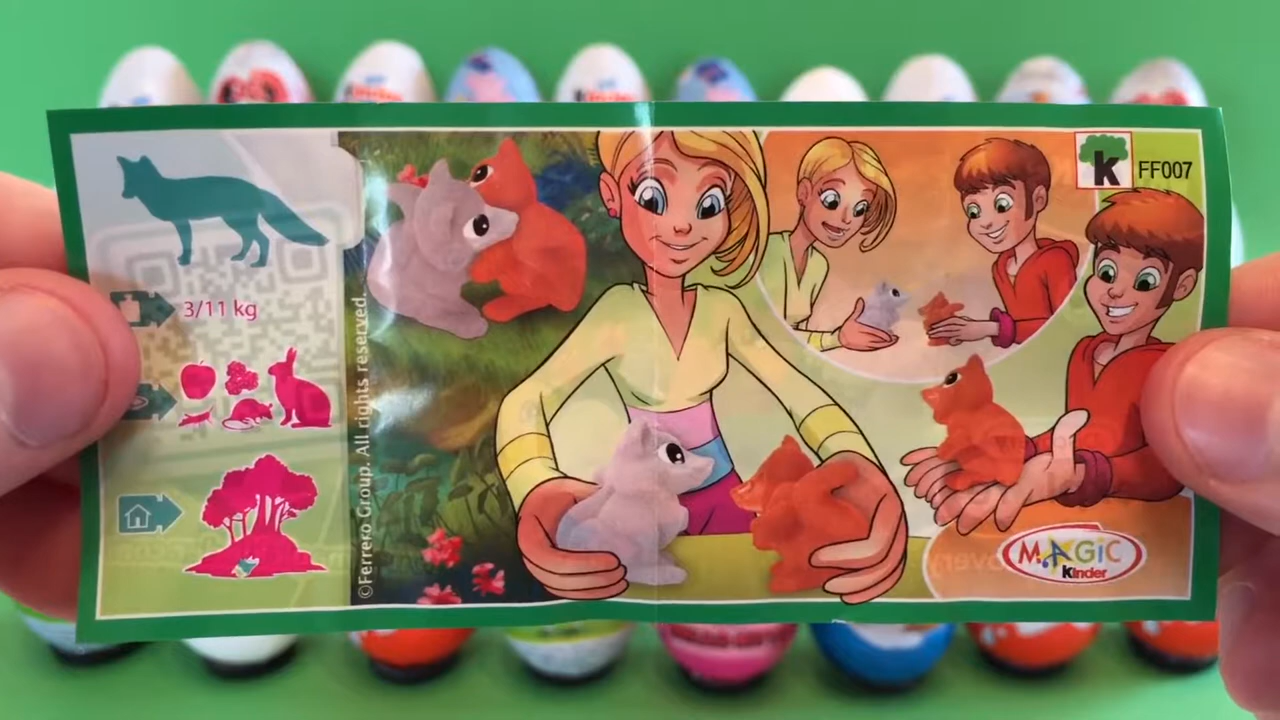 3/11 kg
©Ferrero Group. All rights reserved.
k FF007
MAGIC
Kinder